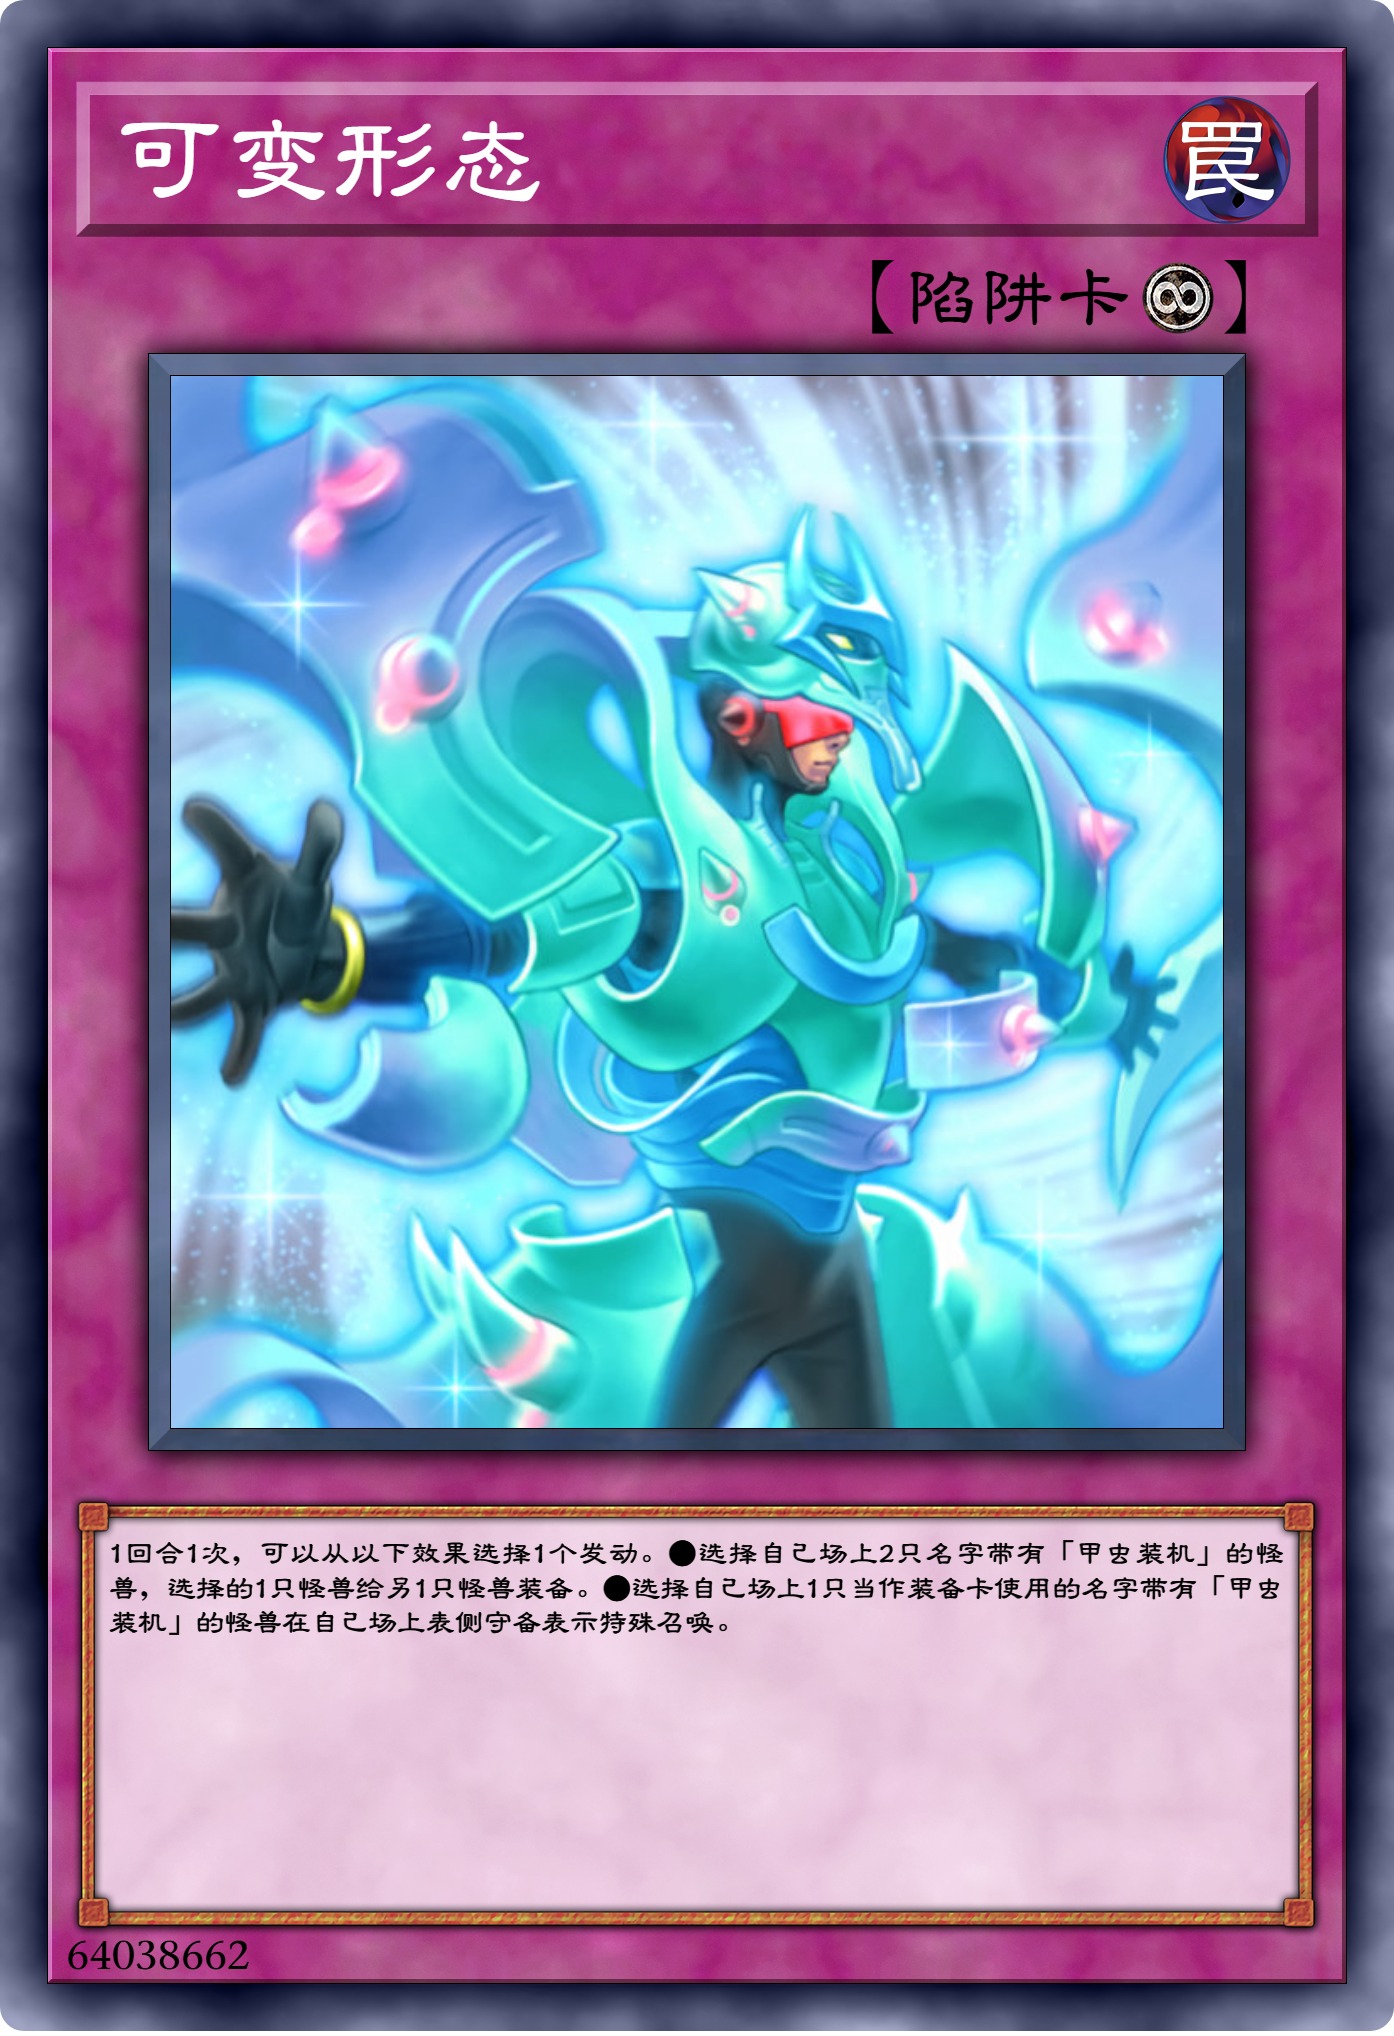 可变形态
罠
【陷阱卡】
1回合1次，可以从以下效果选择1个发动。●选择自己场上2只名字带有「甲虫装机」的怪
兽，选择的1只怪兽给另1只怪兽装备。●选择自己场上1只当作装备卡使用的名字带有「甲虫
装机」的怪兽在自己场上表侧守备表示特殊召唤。
64038662